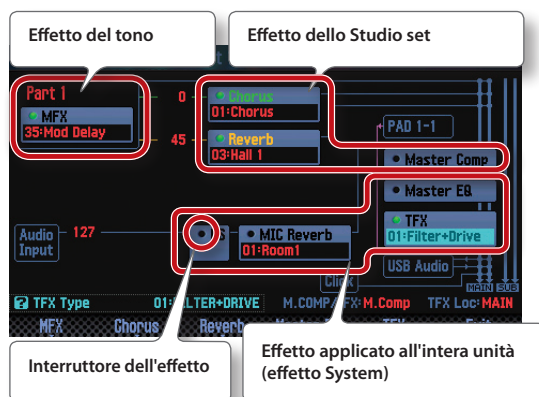 Effetto del tono
Effetto dello Studio set
Part 1
MFX
35:Mod Delay
0
Chorus
01:Chorus
45
Reverb
03:Hall 1
PAD 1-1
Master Comp
Master EQ
TFX
01:Filter+Drive
Audio
Input
127
S
MIC Reverb
01:Room1
USB Audio
Click
MAIN SUB
TFX Type
LTER+DRIVE
M.COMP
FX:M.Comp
TFX Loc:MAIN
MFX
Chorus
Interruttore dell'effetto
Effetto applicato all'intera unità
(effetto System)